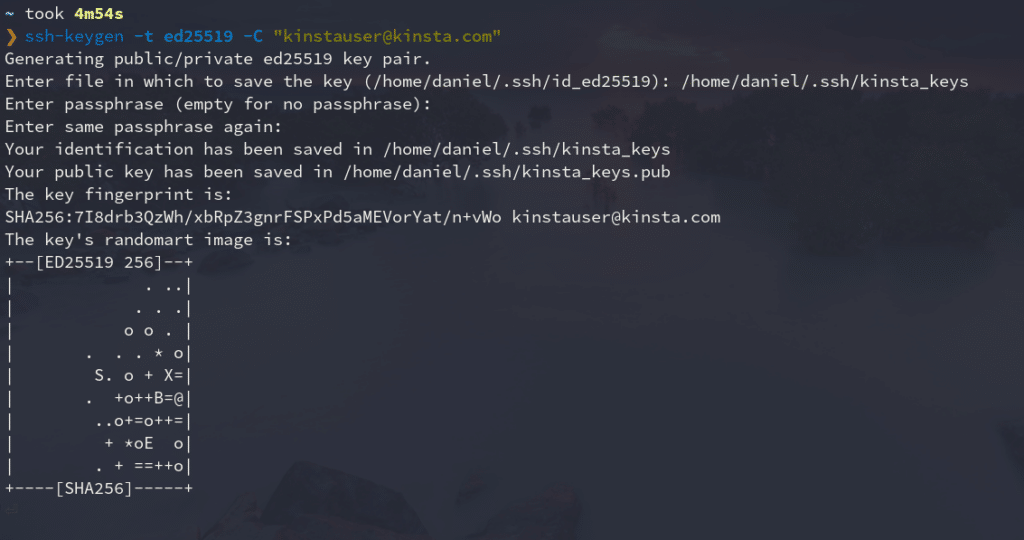 ~ took 4m54s
❯ ssh-keygen -t ed25519 -C "kinstauser@kinsta.com"
Generating public/private ed25519 key pair.
Enter file in which to save the key (/home/daniel/.ssh/id_ed25519): /home/daniel/.ssh/kinsta_keys
Enter passphrase (empty for no passphrase):
Enter same passphrase again:
Your identification has been saved in /home/daniel/.ssh/kinsta_keys
Your public key has been saved in /home/daniel/.ssh/kinsta_keys.pub
The key fingerprint is:
SHA256:7I8drb3QzWh/xbRpZ3gnrFSPxPd5aMEVorYat/n+vWo kinstauser@kinsta.com
The key's randomart image is:
+--[ED25519 256]--+
|              . ..|
|             . . .|
|            o o . |
|        .  . . * o|
|         S. o + X=|
|        .  +o++B=@|
|         ..o+=o++=|
|          + *oE  o|
|         . + ==++o|
+----[SHA256]-----+